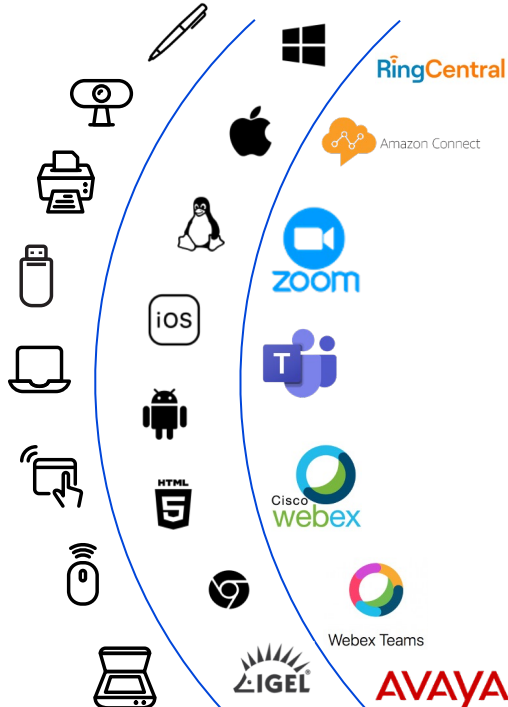 RingCentral
Amazon Connect
zoom
iOS
T
HTML
5
Cisco
webex
Webex Teams
IGEL
AVAYA